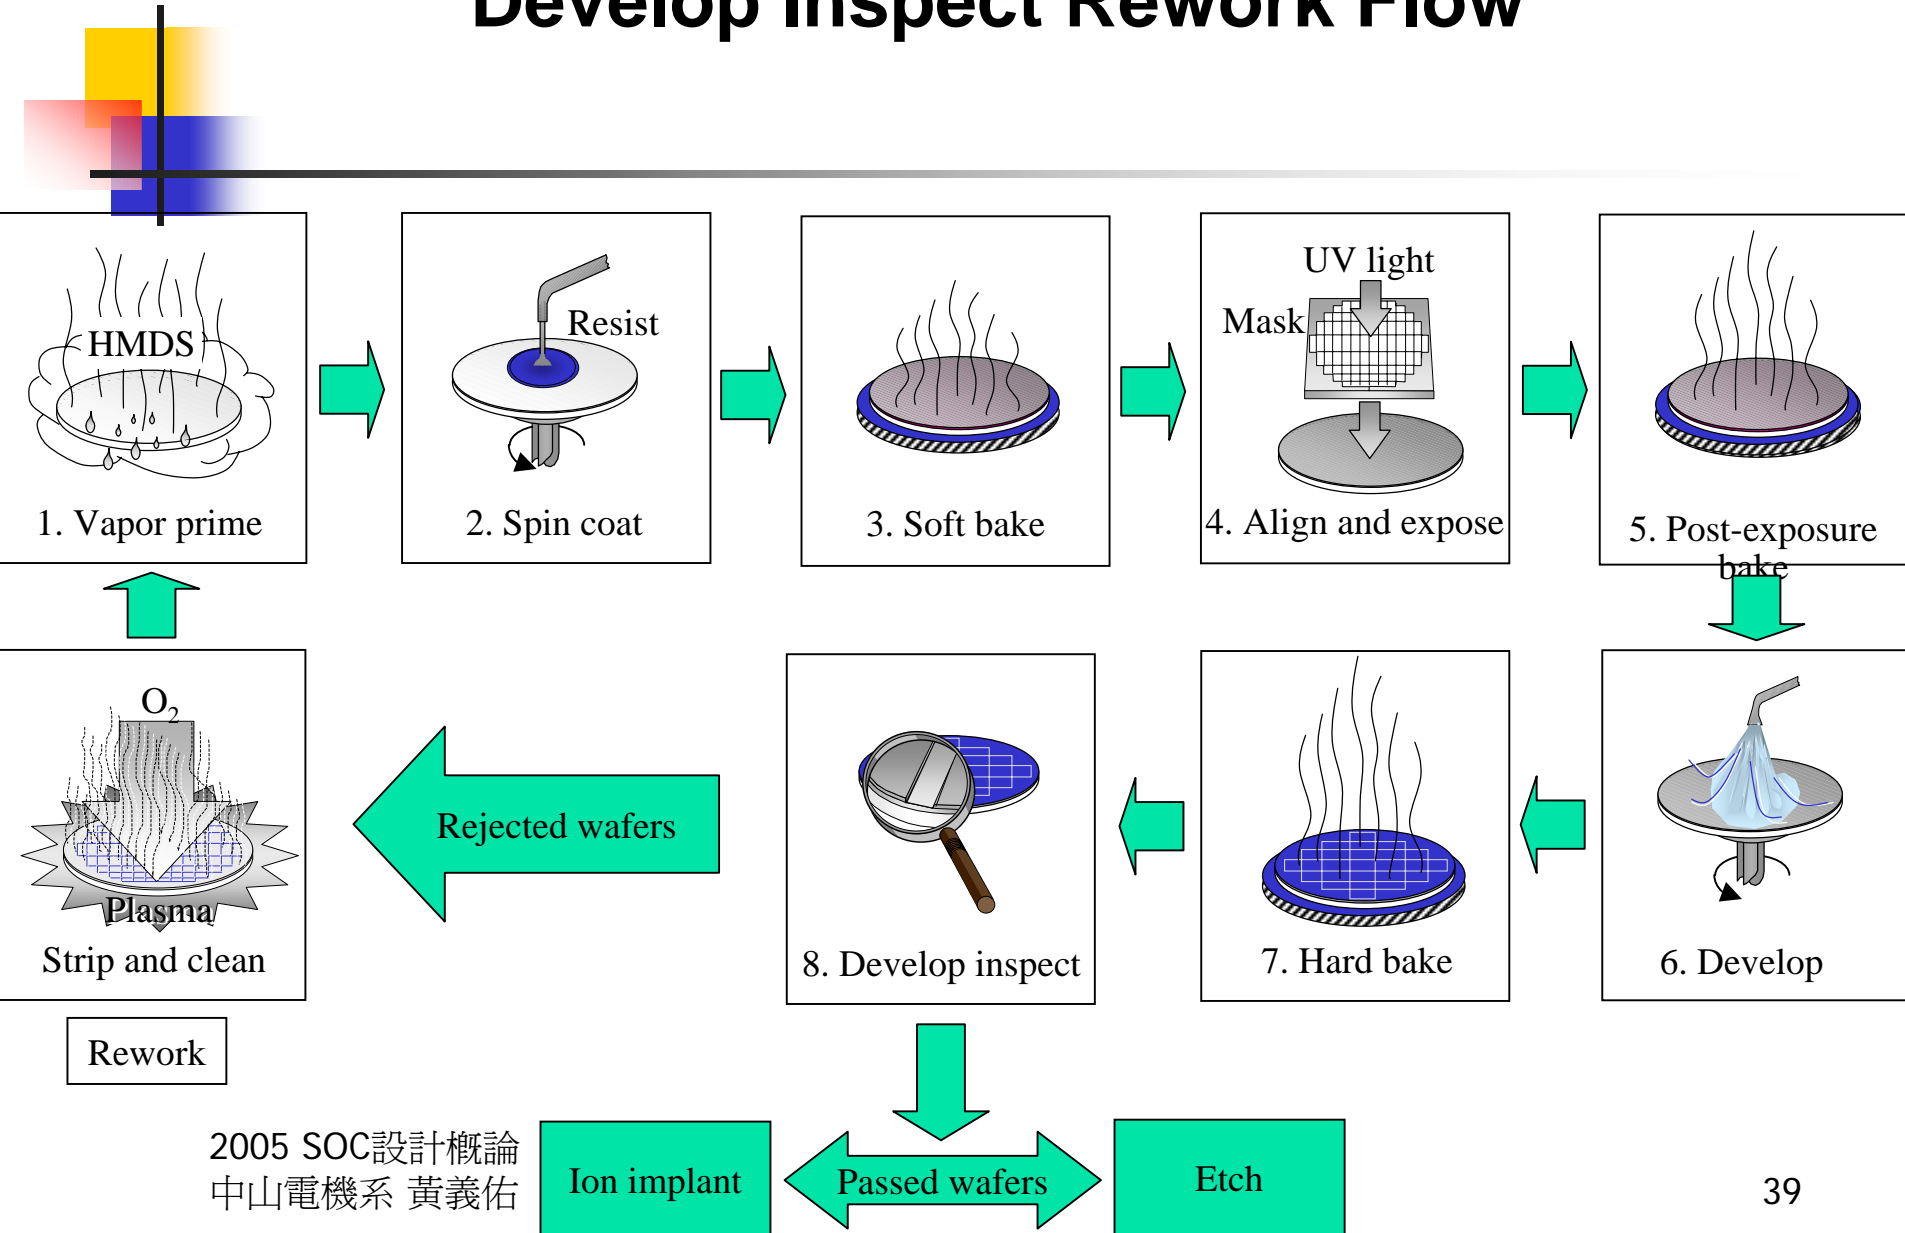 Develop Inspect Rework Flow
HMDS
1. Vapor prime
Resist
2. Spin coat
3. Soft bake
UV light
Mask
4. Align and expose
5. Post-exposure
bake
O2
Plasma
Strip and clean
Rejected wafers
8. Develop inspect
7. Hard bake
6. Develop
Rework
Ion implant
Passed wafers
Etch
2005 SOC設計概論
中山電機系 黃義佑
39